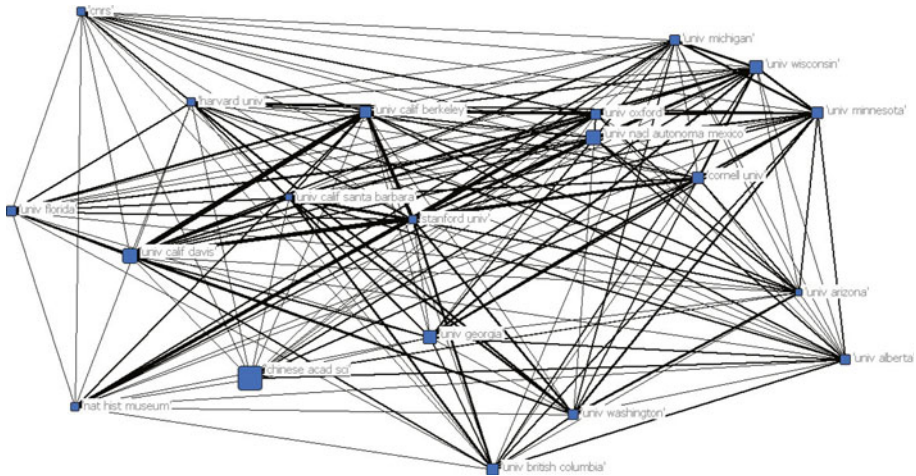 'cnrs'
'univ michigan'
'univ wisconsin'
'harvard univ'
'univ calif berkeley'
'univ oxford'
'univ minnesota'
'univ nacl autonoma mexico'
'cornell univ'
'univ calif santa barbara'
'univ florida'
'stanford univ'
'univ calif davis'
'univ arizona'
'univ georgia'
'univ alberta'
'chinese acad sci'
'nat hist museum'
'univ washington'
'univ british columbia'